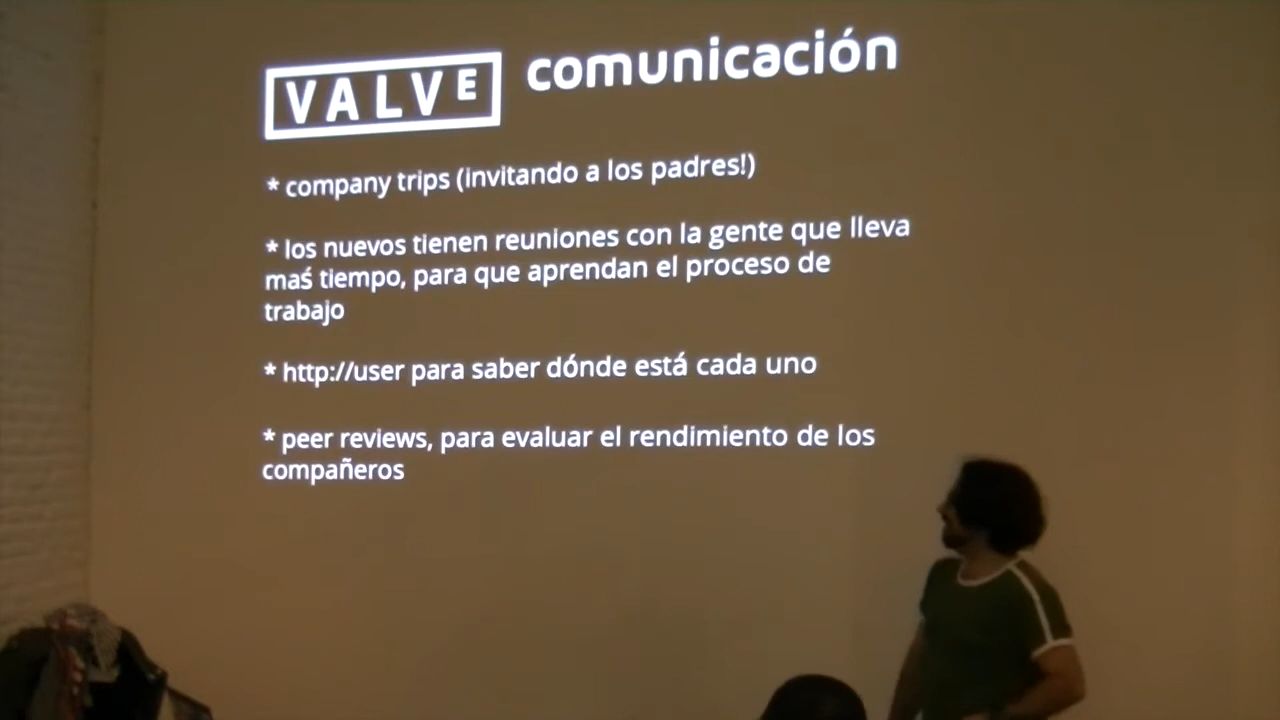 VALVE comunicación
* company trips (invitando a los padres!)
* los nuevos tienen reuniones con la gente que lleva
maś tiempo, para que aprendan el proceso de
trabajo
* http://user para saber dónde está cada uno
* peer reviews, para evaluar el rendimiento de los
compañeros